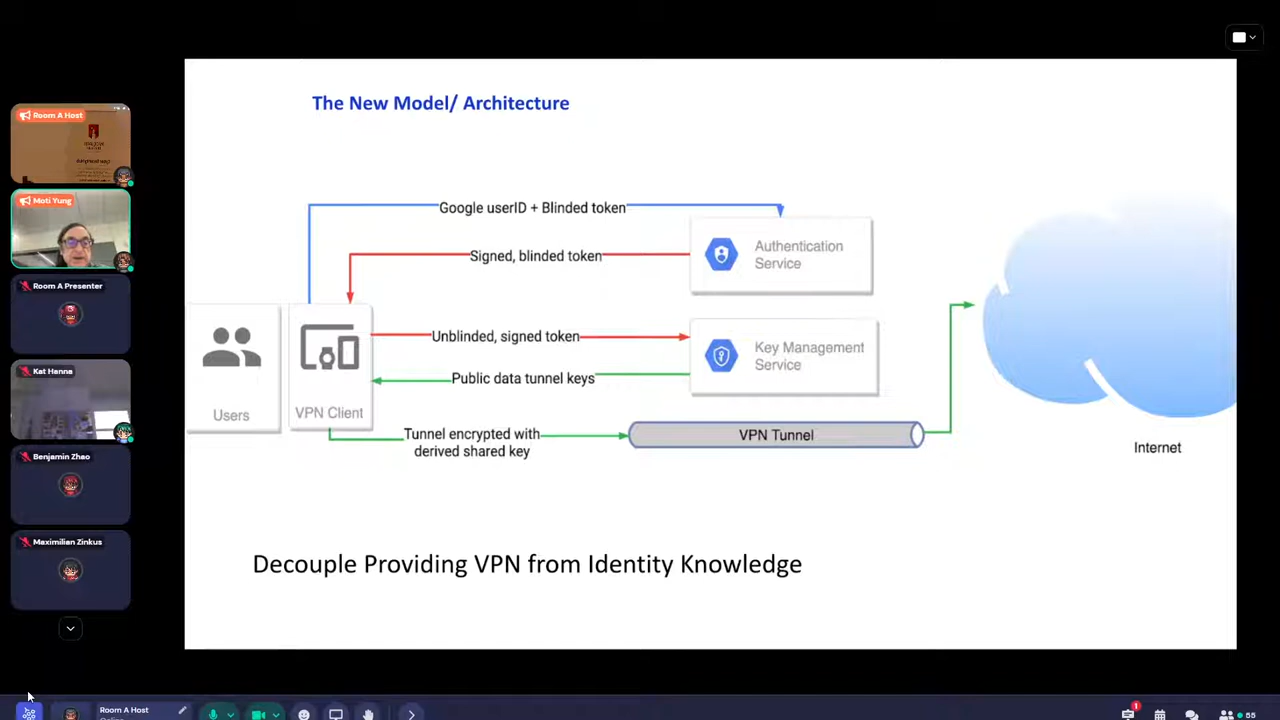 The New Model/ Architecture
Room A Host
Moti Yung
Room A Presenter
Kat Hanna
Benjamin Zhao
Maximilian Zinkus
Google userID + Blinded token
Authentication
Service
Signed, blinded token
Unblinded, signed token
Key Management
Service
Public data tunnel keys
Users
VPN Client
Tunnel encrypted with
derived shared key
VPN Tunnel
Internet
Decouple Providing VPN from Identity Knowledge
Room A Host
1
55